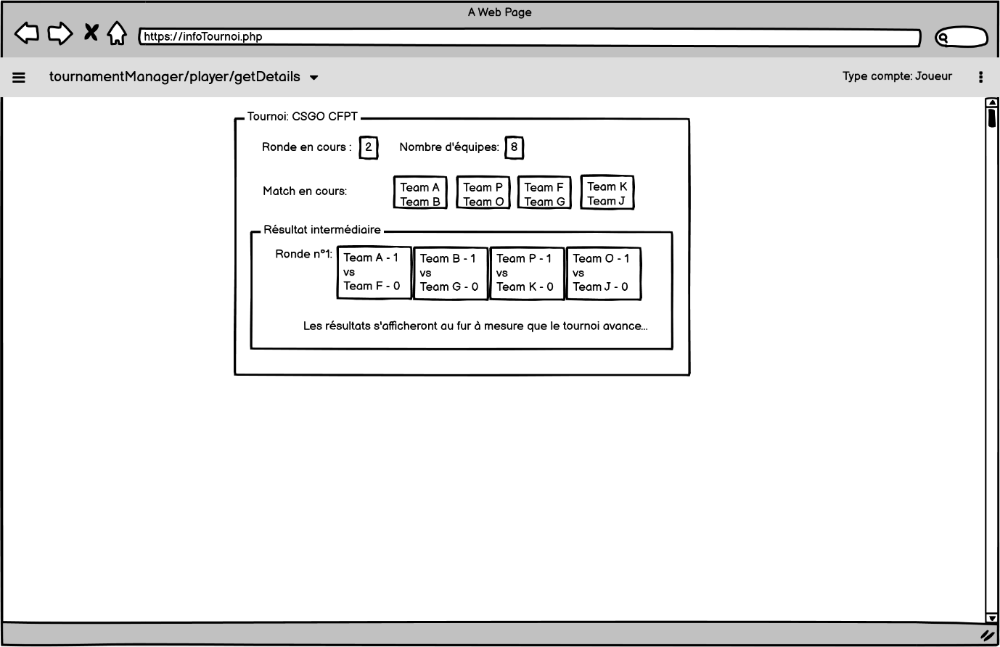 A Web Page
https://infoTournoi.php
tournamentManager/player/getDetails
Type compte: Joueur
Tournoi: CSGO CFPT
Ronde en cours : 2 Nombre d'équipes: 8
Match en cours:
Team A
Team B
Team P
Team O
Team F
Team G
Team K
Team J
Résultat intermédiaire
Ronde n°1:
Team A - 1
vs
Team F - 0
Team B - 1
vs
Team G - 0
Team P - 1
vs
Team K - 0
Team O - 1
vs
Team J - 0
Les résultats s'afficheront au fur à mesure que le tournoi avance...